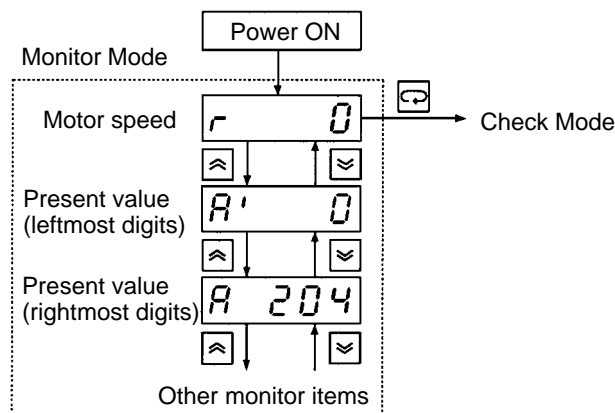 Power ON
Monitor Mode
Motor speed
r 0
Check Mode
Present value
(leftmost digits)
A' 0
Present value
(rightmost digits)
A 204
Other monitor items